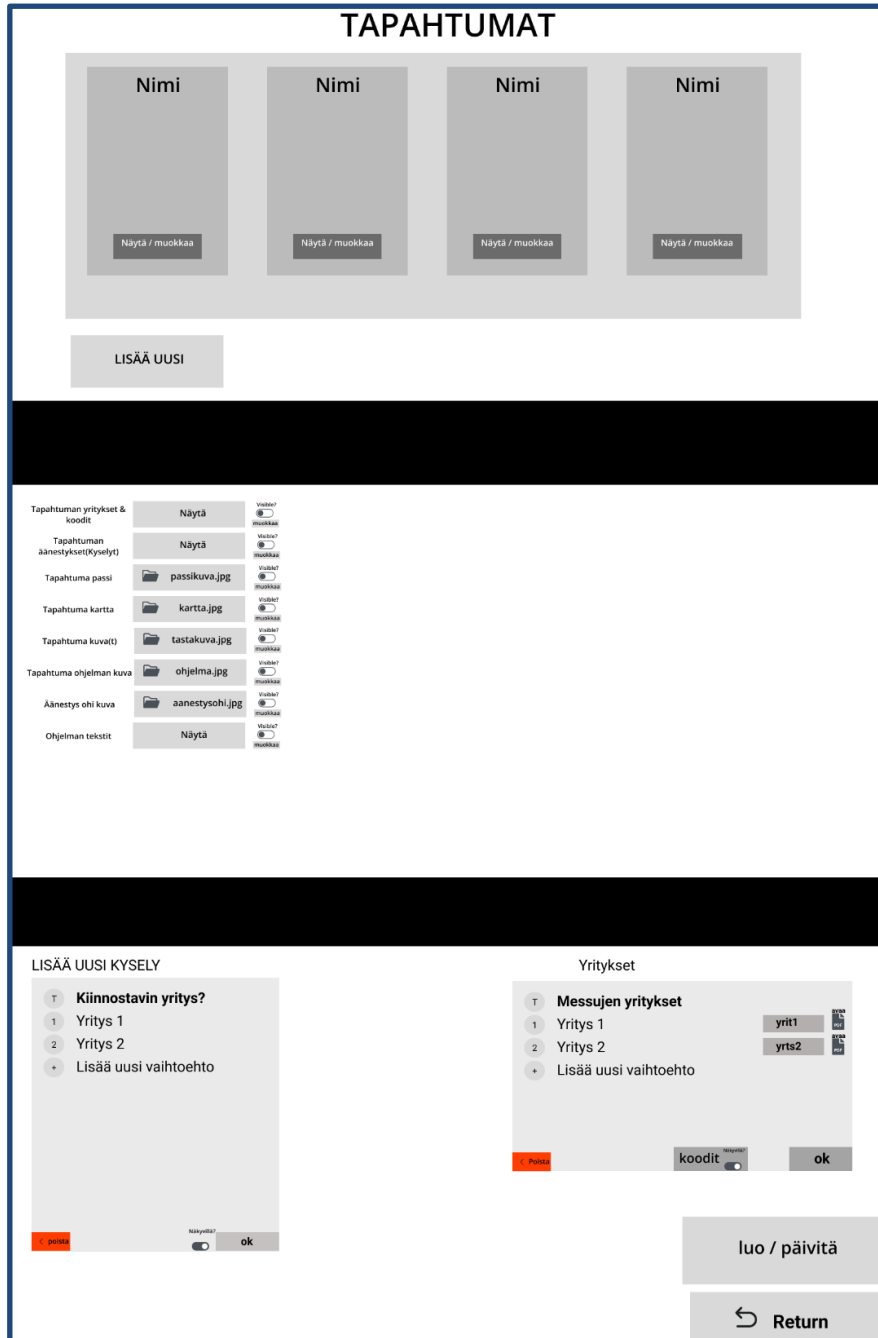 TAPAHTUMAT
Nimi Nimi Nimi Nimi
Näytä / muokkaa Näytä / muokkaa Näytä / muokkaa Näytä / muokkaa
LISÄÄ UUSI
Tapahtuman yritykset &
koodit
Näytä
Visible?
muokkaa
Tapahtuman
äänestykset(Kyselyt)
Näytä
Visible?
muokkaa
Tapahtuma passi
passikuva.jpg
Visible?
muokkaa
Tapahtuma kartta
kartta.jpg
Visible?
muokkaa
Tapahtuma kuva(t)
tastakuva.jpg
Visible?
muokkaa
Tapahtuma ohjelman kuva
ohjelma.jpg
Visible?
muokkaa
Äänestys ohi kuva
aanestysohi.jpg
Visible?
muokkaa
Ohjelman tekstit
Näytä
Visible?
muokkaa
LISÄÄ UUSI KYSELY
T Kiinnostavin yritys?
1 Yritys 1
2 Yritys 2
+ Lisää uusi vaihtoehto
< poista
Näkyvillä?
ok
Yritykset
T Messujen yritykset
1 Yritys 1
yrit1
avaa
PDF
2 Yritys 2
yrts2
avaa
PDF
+ Lisää uusi vaihtoehto
< Poista
koodit
Näkyvillä?
ok
luo / päivitä
Return